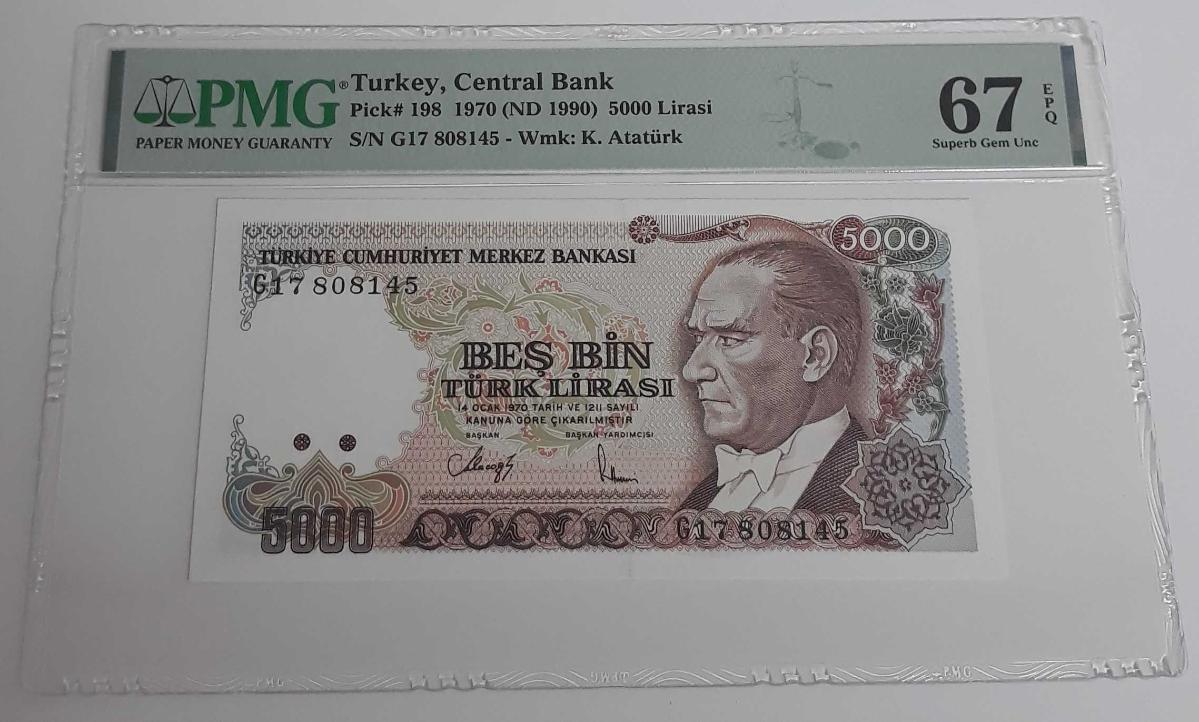 PMG®
PAPER MONEY GUARANTY
Turkey, Central Bank
Pick# 198 1970 (ND 1990) 5000 Lirasi
S/N G17 808145 - Wmk: K. Atatürk
67
EPQ
Superb Gem Unc
5000
TÜRKİYE CUMHURİYET MERKEZ BANKASI
G17 808145
BEŞ BİN
TÜRK LİRASI
14 OCAK 1970 TARİH VE 1211 SAYILI
KANUNA GÖRE ÇIKARILMIŞTIR
BAŞKAN BAŞKAN YARDIMCISI
5000
G17 808145
PMG
PMG